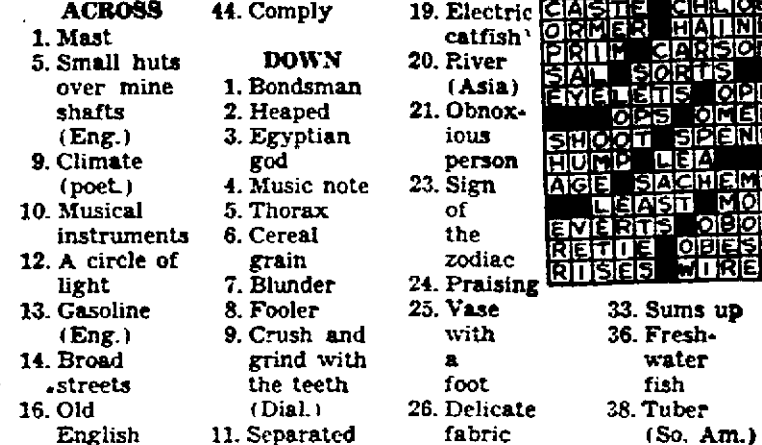 ACROSS
1. Mast
5. Small huts
over mine
shafts
(Eng.)
9. Climate
(poet.)
10. Musical
instruments
12. A circle of
light
13. Gasoline
(Eng.)
14. Broad
streets
16. Old
English
44. Comply
DOWN
1. Bondsman
2. Heaped
3. Egyptian
god
4. Music note
5. Thorax
6. Cereal
grain
7. Blunder
8. Fooler
9. Crush and
grind with
the teeth
(Dial.)
11. Separated
19. Electric
catfish
20. River
(Asia)
21. Obnox-
ious
person
23. Sign
of
the
zodiac
24. Praising
25. Vase
with
a
foot
26. Delicate
fabric
CASTE CHLO
ORMER HAIN
PRIM CARSO
SAL SORTS
EYELETS OP
OPS OME
SHOOT SPEN
HUMP LEA
AGE SACHEM
LEAST MO
EVERTS OBO
RETIE OBES
RISES WIRE
33. Sums up
36. Fresh-
water
fish
38. Tuber
(So. Am.)